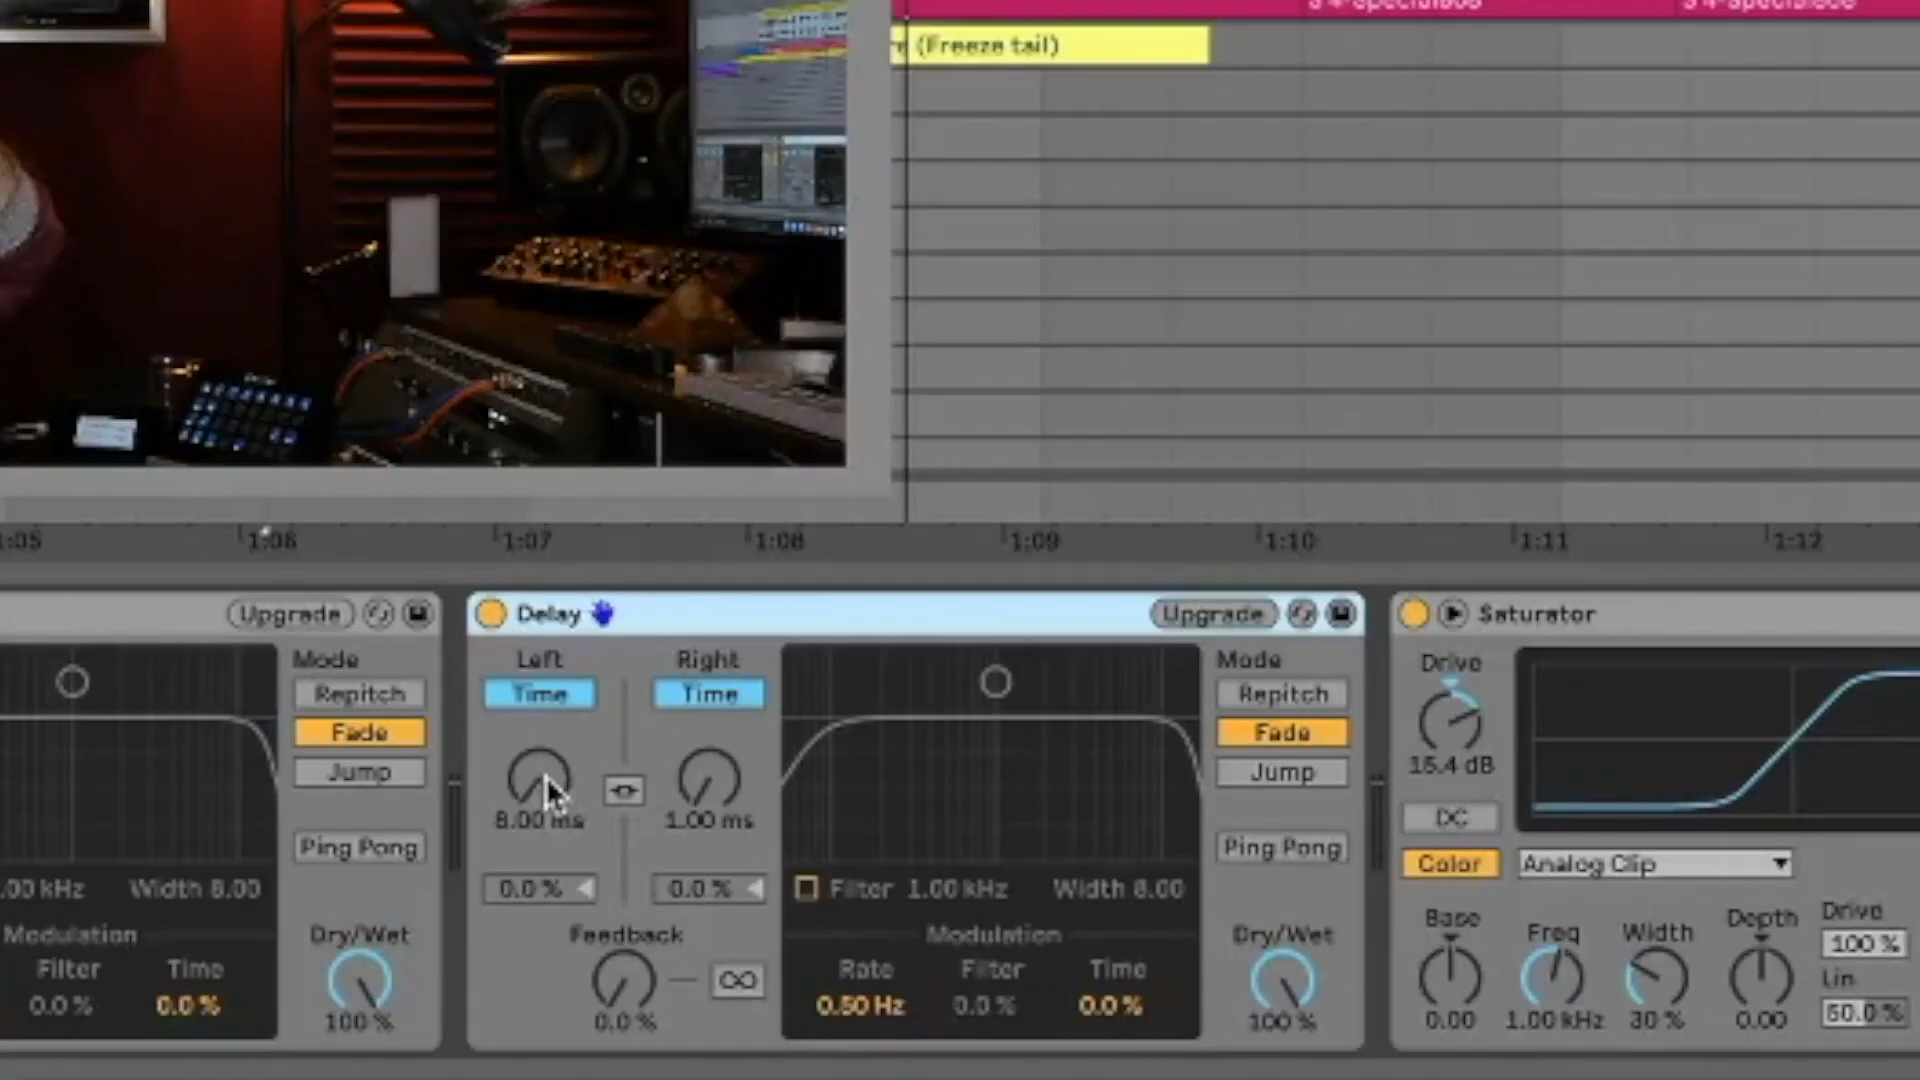 (Freeze tail)
1:05 1:06 1:07 1:08 1:09 1:10 1:11 1:12
Upgrade
Mode
Repitch
Fade
Jump
Ping Pong
.00 kHz Width 8.00
Modulation
Filter Time
0.0 % 0.0 %
Dry/Wet
100 %
Delay Upgrade
Left Right
Time Time
8.00 ms 1.00 ms
0.0 % 0.0 %
Feedback
0.0 %
Filter 1.00 kHz Width 8.00
Modulation
Rate Filter Time
0.50 Hz 0.0 % 0.0 %
Mode
Repitch
Fade
Jump
Ping Pong
Dry/Wet
100 %
Saturator
Drive
15.4 dB
DC
Color Analog Clip
Base Freq Width Depth
0.00 1.00 kHz 30 % 0.00
Drive
100 %
Lin
50.0 %